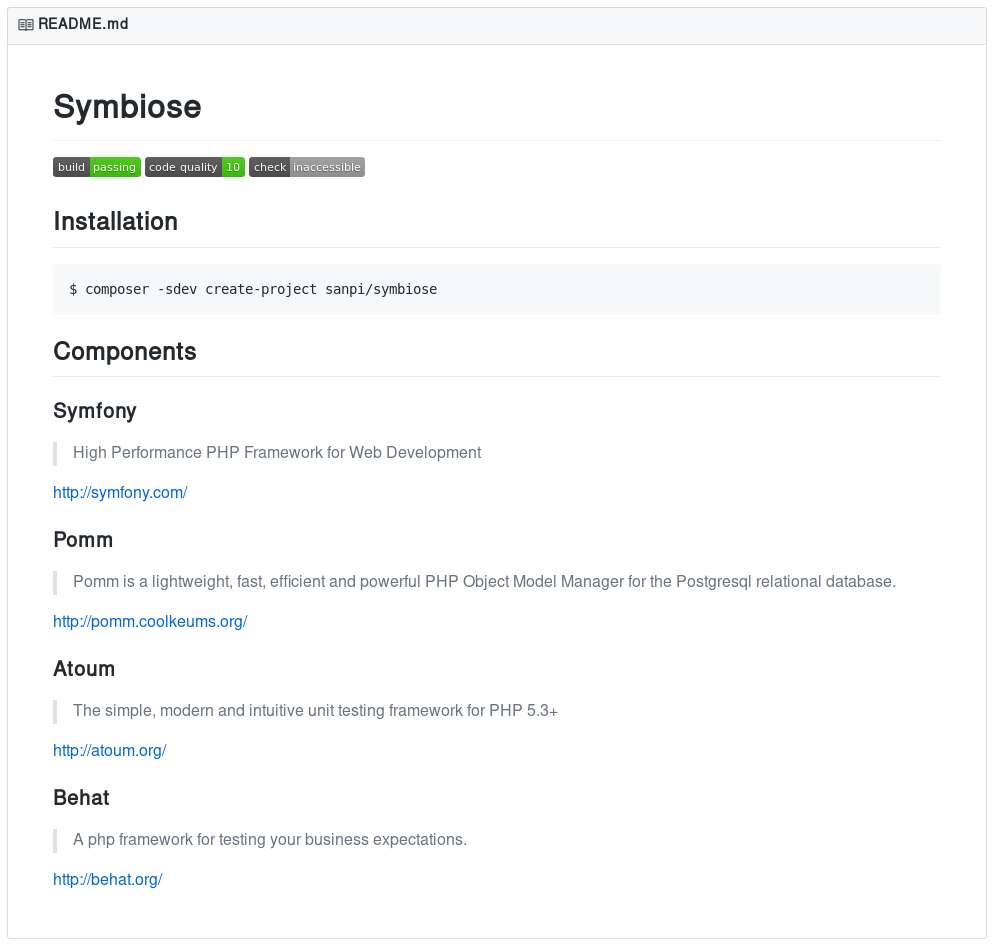 README.md
Symbiose
build passing code quality 10 check inaccessible
Installation
$ composer -sdev create-project sanpi/symbiose
Components
Symfony
High Performance PHP Framework for Web Development
http://symfony.com/
Pomm
Pomm is a lightweight, fast, efficient and powerful PHP Object Model Manager for the Postgresql relational database.
http://pomm.coolkeums.org/
Atoum
The simple, modern and intuitive unit testing framework for PHP 5.3+
http://atoum.org/
Behat
A php framework for testing your business expectations.
http://behat.org/